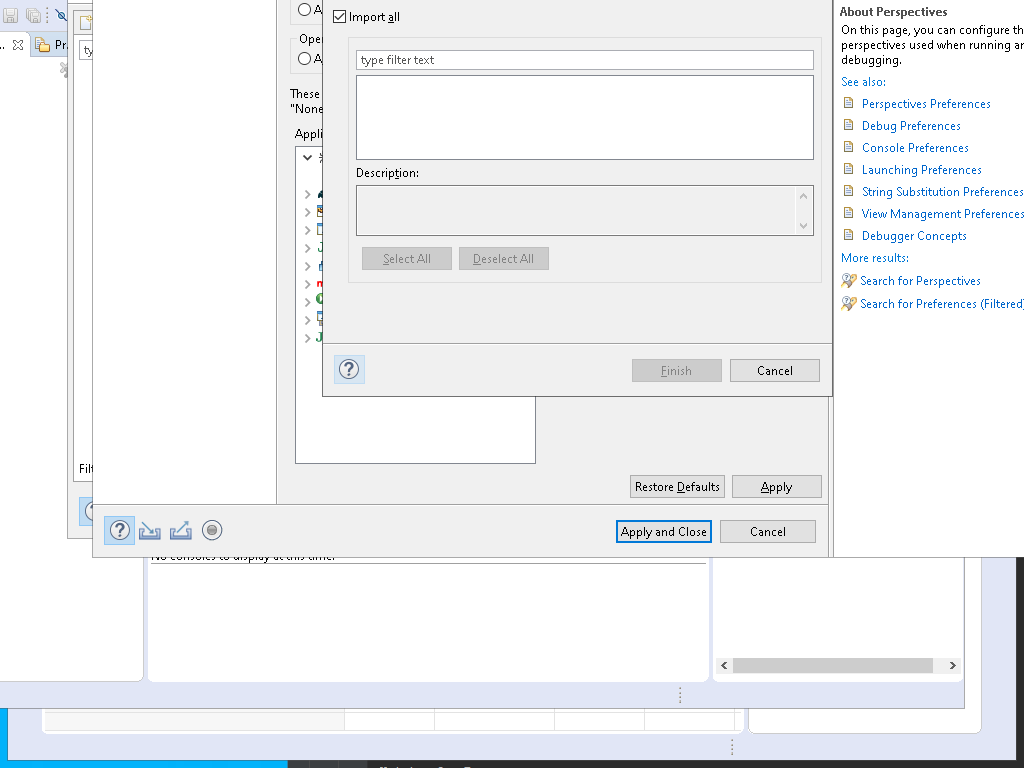 Import all
type filter text
Description:
Select All
Deselect All
Finish
Cancel
About Perspectives
On this page, you can configure
perspectives used when running
debugging.
See also:
Perspectives Preferences
Debug Preferences
Console Preferences
Launching Preferences
String Substitution Preferences
View Management Preferences
Debugger Concepts
More results:
Search for Perspectives
Search for Preferences (Filtered)
These
"None
Restore Defaults
Apply
Apply and Close
Cancel
No consoles to display at this time.